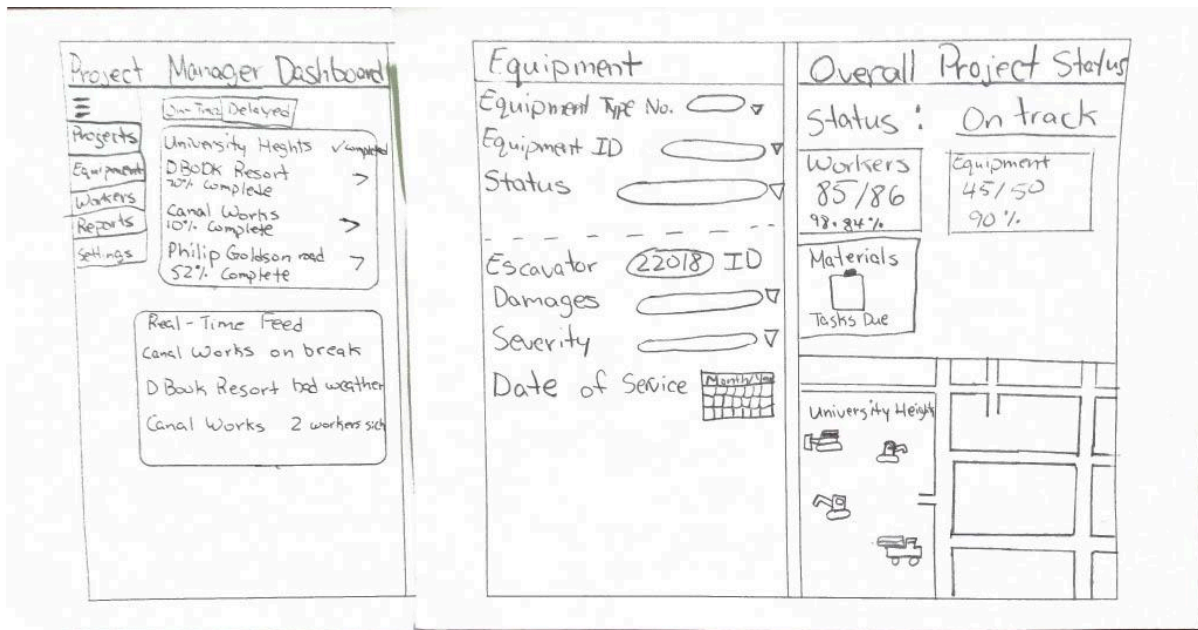 Project Manager Dashboard
On-Time Delayed
Projects
Equipment
Workers
Reports
Settings
University Heghts ✓completed
DBOOK Resort
70% Complete
Canal Works
10% Complete
Philip Goldson road
52% Complete
Real-Time Feed
Canal Works on break
D Book Resort bad weather
Canal Works 2 workers sick
Equipment
Equipment Type No.
Equipment ID
Status
Escavator 22018 ID
Damages
Severity
Date of Service
Month/Year
Overall Project Status
Status: On track
Workers
85/86
98.84%
Equipment
45/50
90%
Materials
Tasks Due
University Heights